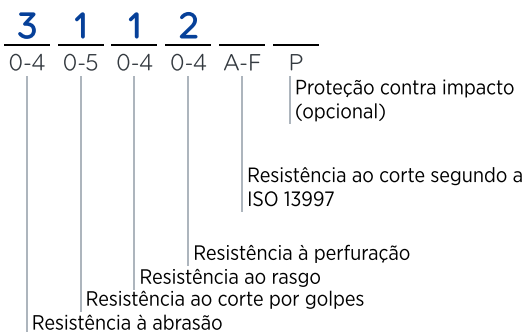 3 1 1 2
0-4 0-5 0-4 0-4 A-F P
Proteção contra impacto
(opcional)
Resistência ao corte segundo a
ISO 13997
Resistência à perfuração
Resistência ao rasgo
Resistência ao corte por golpes
Resistência à abrasão